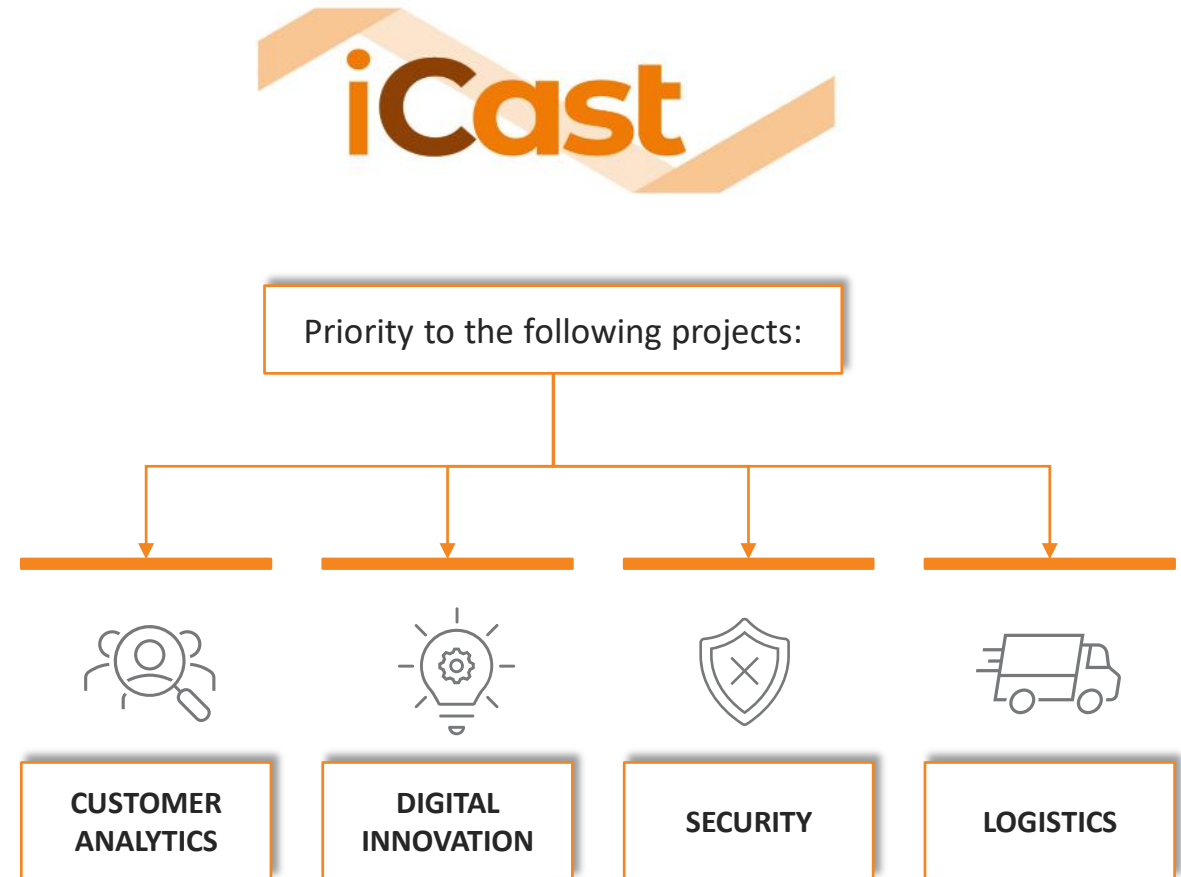 iCast
Priority to the following projects:
CUSTOMER
ANALYTICS
DIGITAL
INNOVATION
SECURITY
LOGISTICS